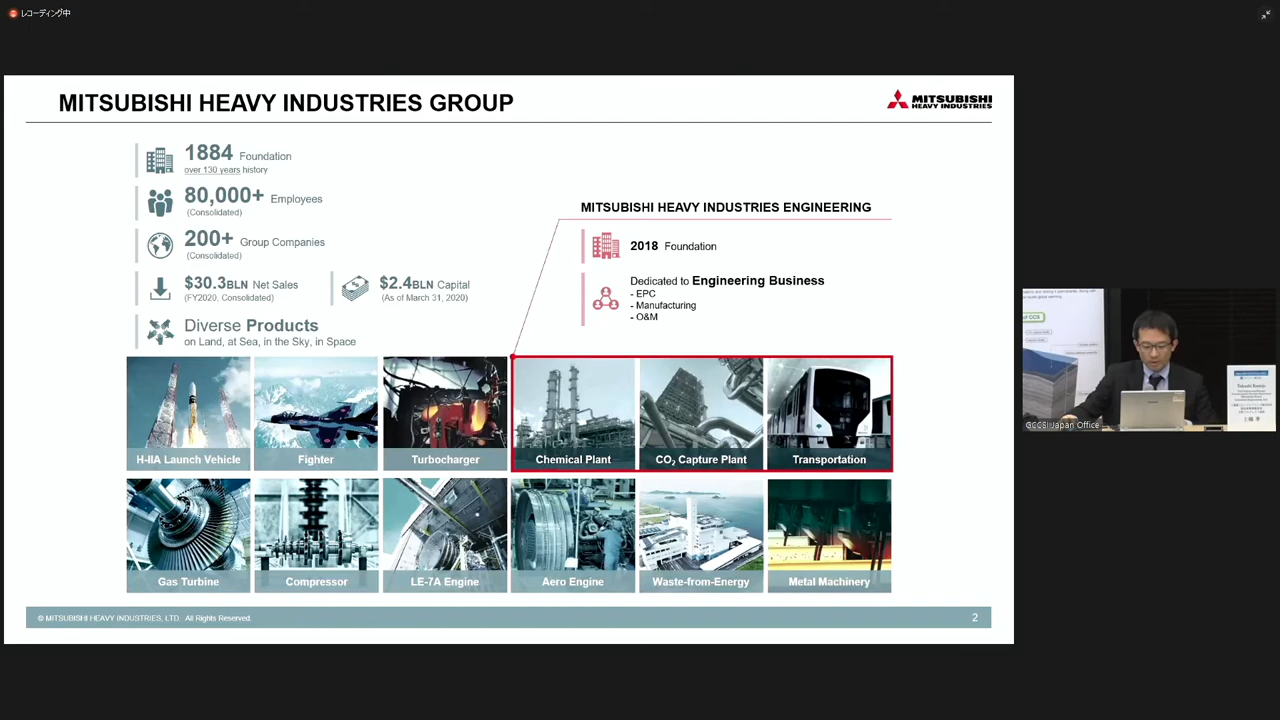 レコーディング中
MITSUBISHI HEAVY INDUSTRIES GROUP
MITSUBISHI
HEAVY INDUSTRIES
1884 Foundation
over 130 years history
80,000+ Employees
(Consolidated)
200+ Group Companies
(Consolidated)
$30.3BLN Net Sales
(FY2020, Consolidated)
$2.4BLN Capital
(As of March 31, 2020)
Diverse Products
on Land, at Sea, in the Sky, in Space
MITSUBISHI HEAVY INDUSTRIES ENGINEERING
2018 Foundation
Dedicated to Engineering Business
- EPC
- Manufacturing
- O&M
H-IIA Launch Vehicle
Fighter
Turbocharger
Chemical Plant
CO₂ Capture Plant
Transportation
Gas Turbine
Compressor
LE-7A Engine
Aero Engine
Waste-from-Energy
Metal Machinery
© MITSUBISHI HEAVY INDUSTRIES, LTD. All Rights Reserved.
2
of CCS
Takashi Kamijo
GCCSI Japan Office